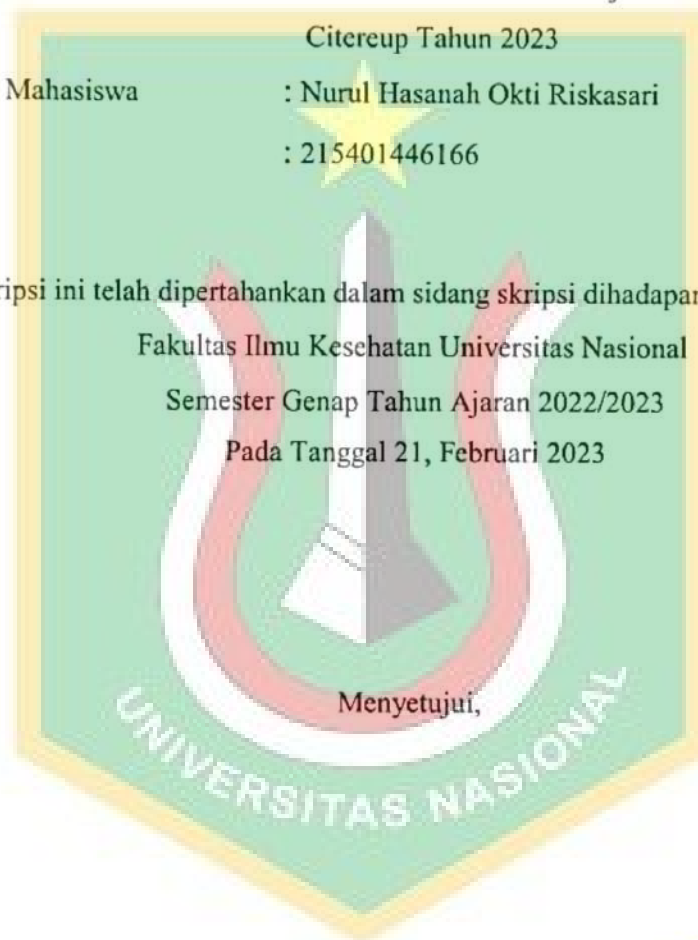 Citereup Tahun 2023
Mahasiswa : Nurul Hasanah Okti Riskasari
: 215401446166
ripsi ini telah dipertahankan dalam sidang skripsi dihadapan
Fakultas Ilmu Kesehatan Universitas Nasional
Semester Genap Tahun Ajaran 2022/2023
Pada Tanggal 21, Februari 2023
Menyetujui,
UNIVERSITAS NASIONAL